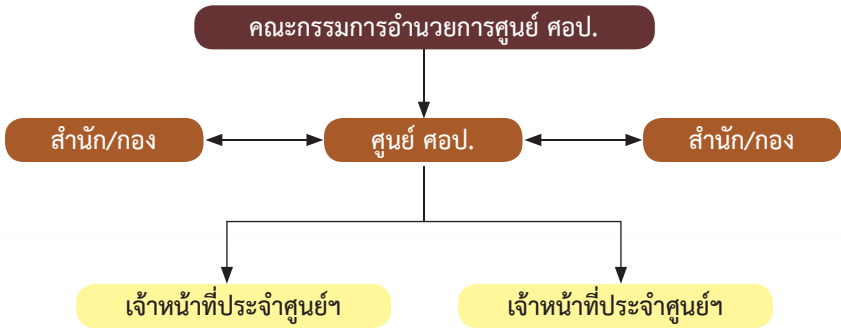 คณะกรรมการอำนวยการศูนย์ ศอป.
สำนัก/กอง
ศูนย์ ศอป.
สำนัก/กอง
เจ้าหน้าที่ประจำศูนย์ฯ
เจ้าหน้าที่ประจำศูนย์ฯ